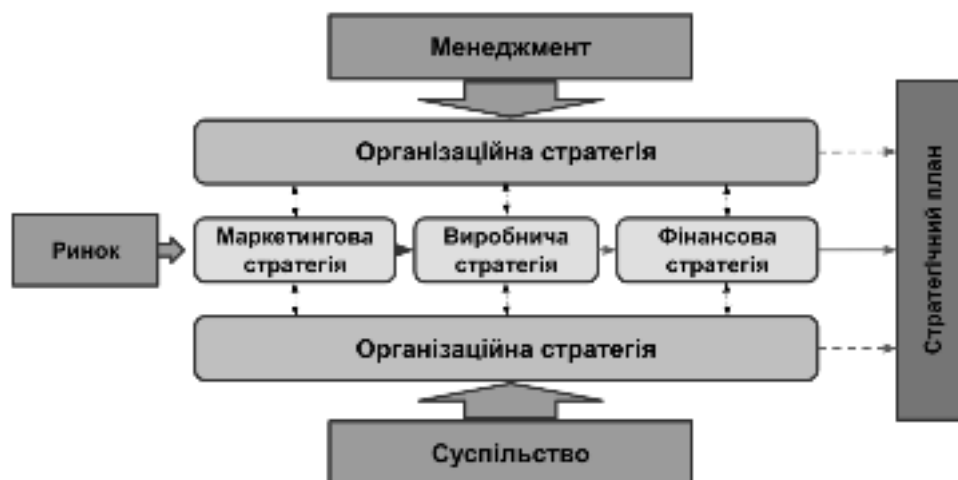 Менеджмент
Організаційна стратегія
Ринок
Маркетингова
стратегія
Виробнича
стратегія
Фінансова
стратегія
Організаційна стратегія
Суспільство
Стратегічний план